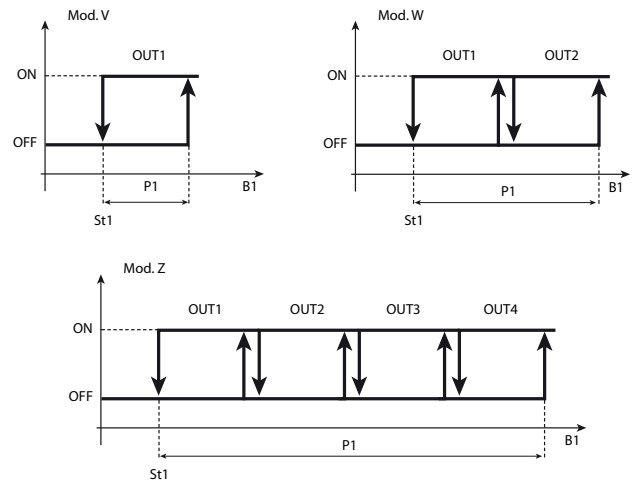 Mod. V
OUT1
ON
OFF
P1
B1
St1
Mod. W
OUT1 OUT2
ON
OFF
P1
B1
St1
Mod. Z
OUT1 OUT2 OUT3 OUT4
ON
OFF
P1
B1
St1